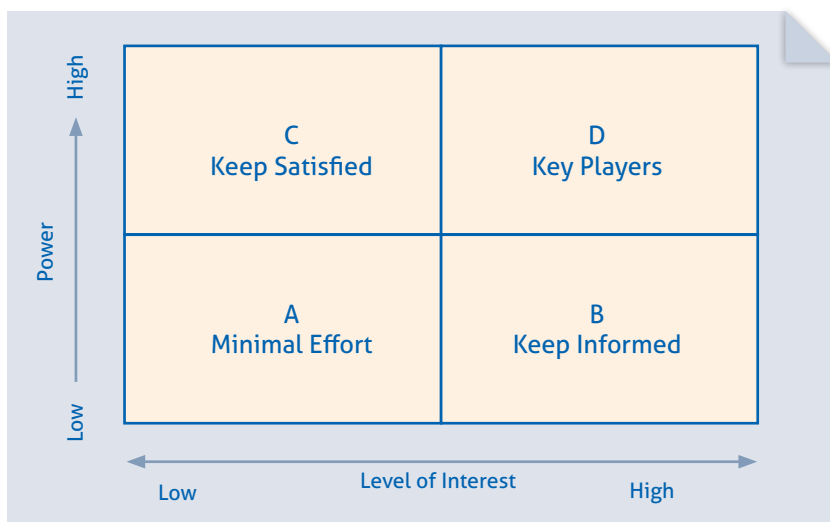 High
C
Keep Satisfied
D
Key Players
Power
A
Minimal Effort
B
Keep Informed
Low
Level of Interest
Low
High